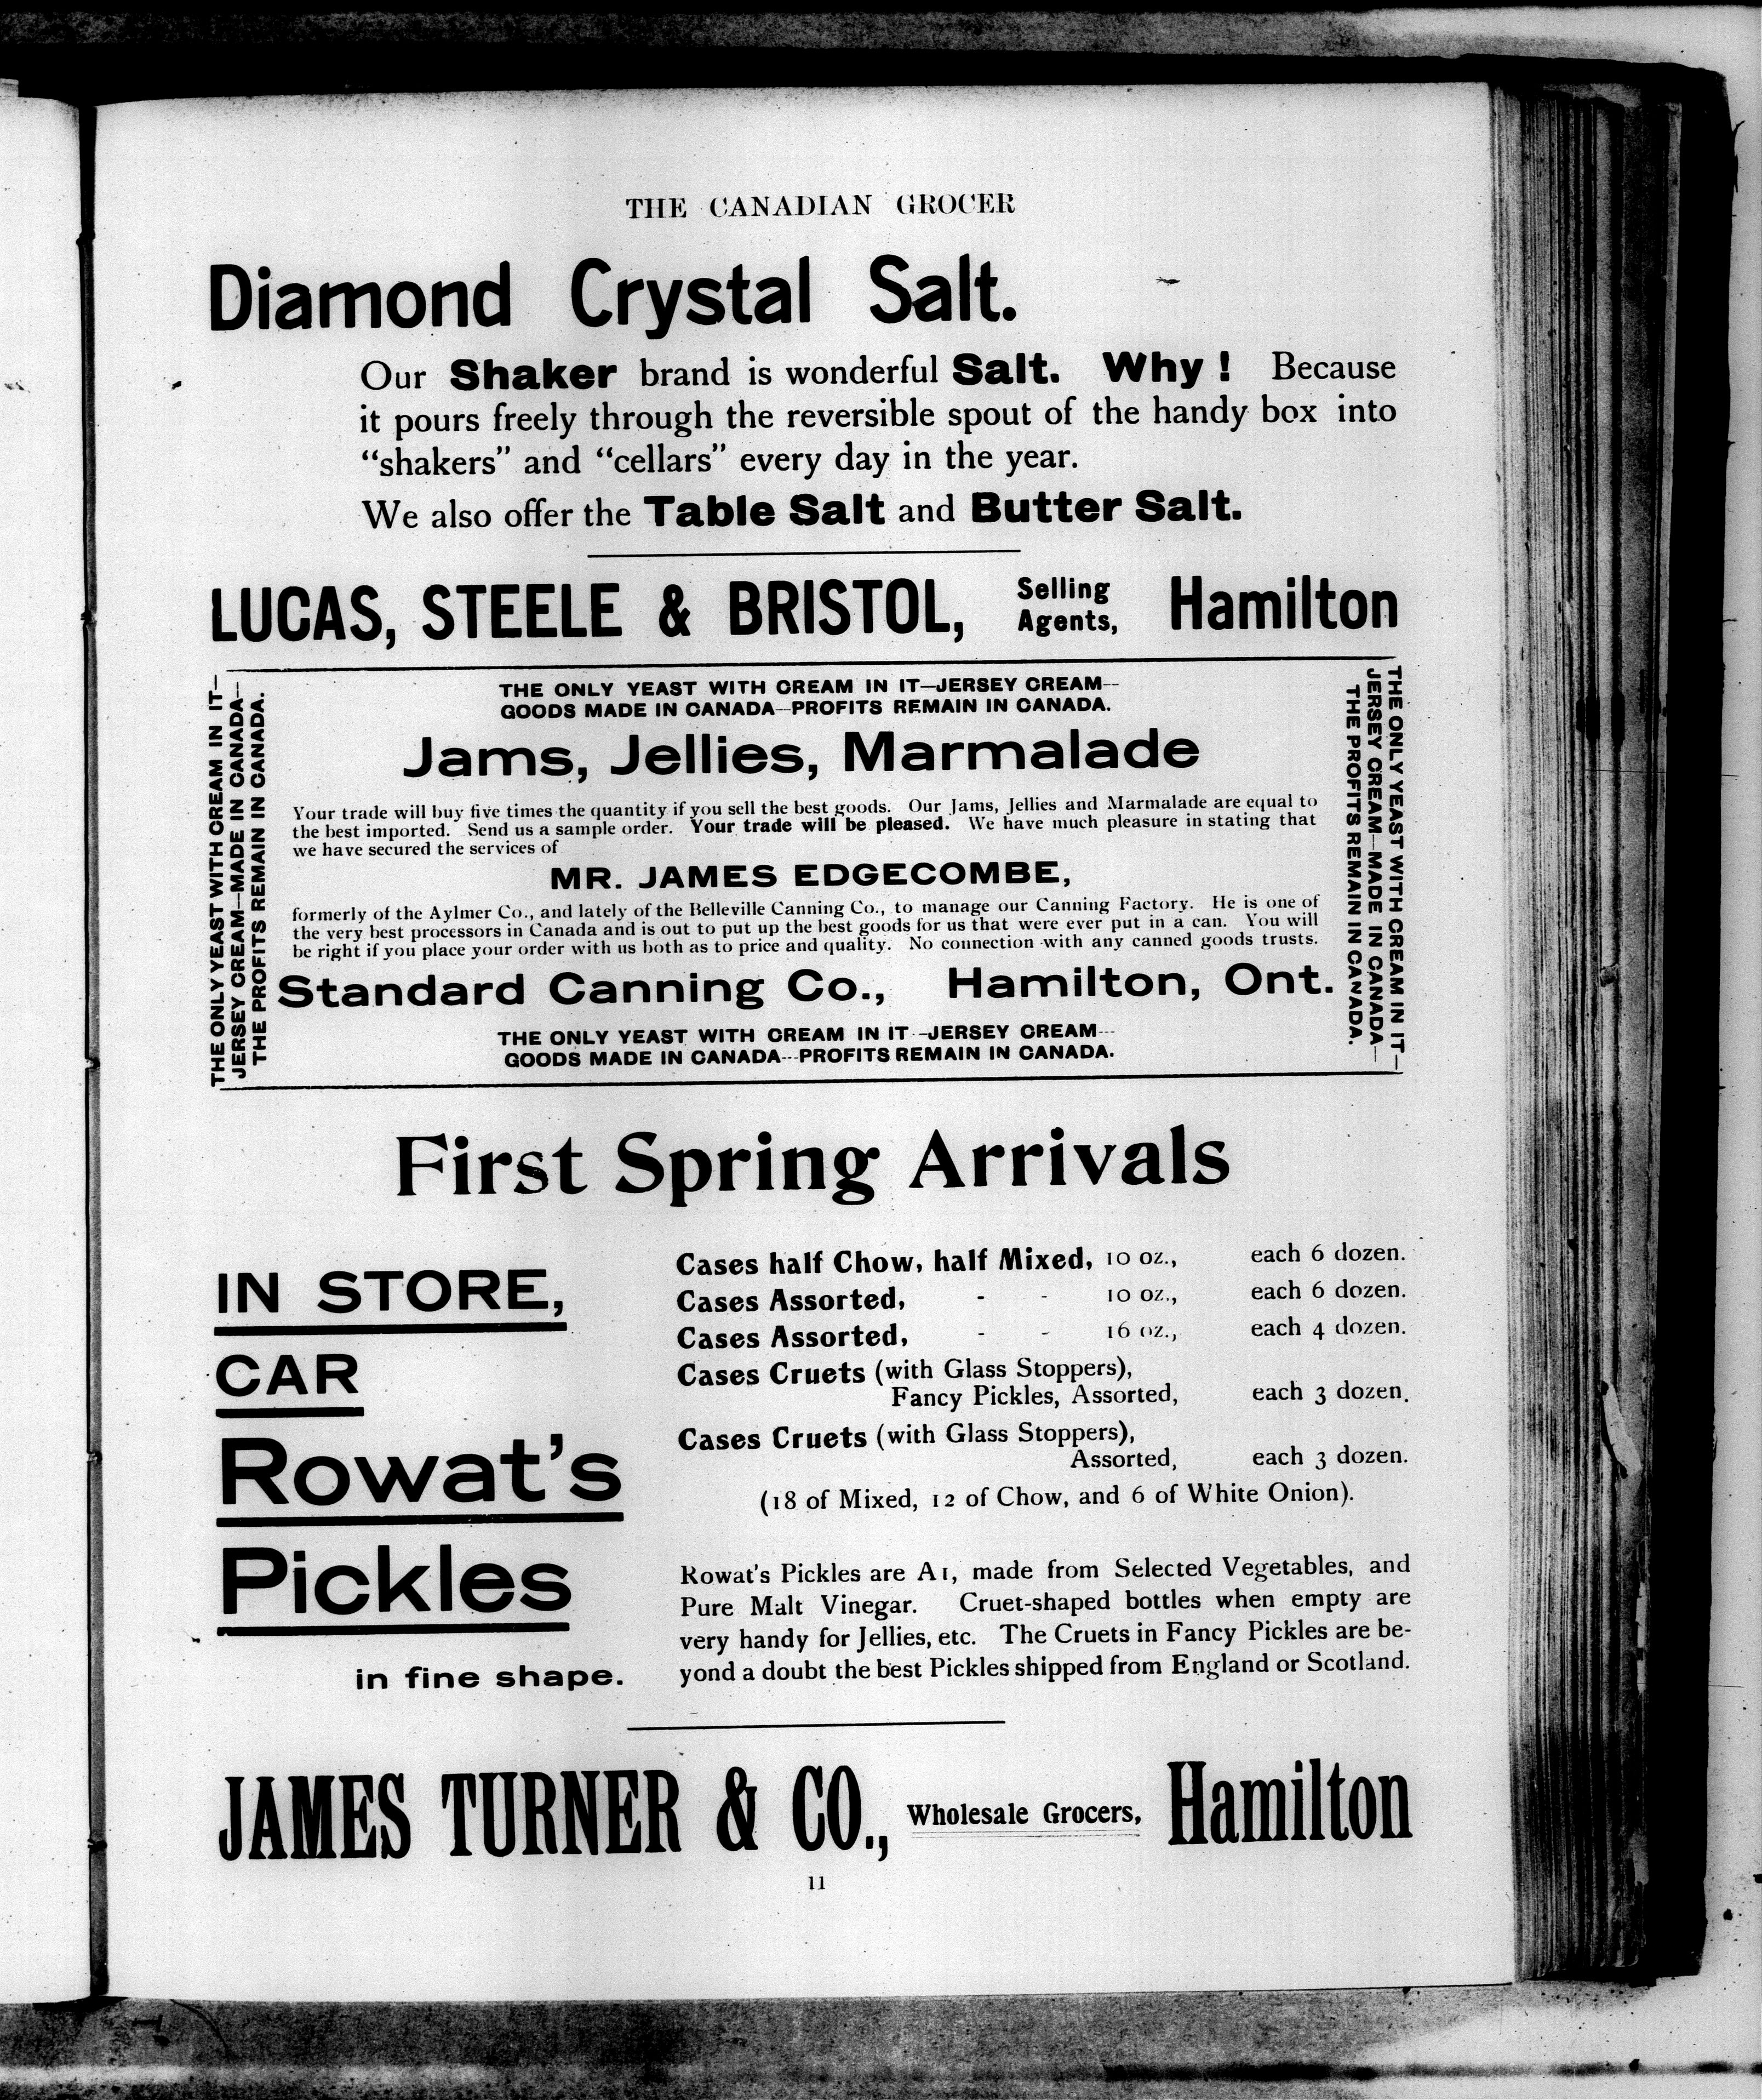 THE CANADIAN GROCER
Diamond Crystal Salt.
Our Shaker brand is wonderful Salt. Why! Because
it pours freely through the reversible spout of the handy box into
“shakers” and “cellars” every day in the year.
We also offer the Table Salt and Butter Salt.
LUCAS, STEELE & BRISTOL, Selling Agents, Hamilton
THE ONLY YEAST WITH CREAM IN IT—
JERSEY CREAM—MADE IN CANADA—
THE PROFITS REMAIN IN CANADA.
THE ONLY YEAST WITH CREAM IN IT—JERSEY CREAM—
GOODS MADE IN CANADA—PROFITS REMAIN IN CANADA.
Jams, Jellies, Marmalade
Your trade will buy five times the quantity if you sell the best goods. Our Jams, Jellies and Marmalade are equal to
the best imported. Send us a sample order. Your trade will be pleased. We have much pleasure in stating that
we have secured the services of
MR. JAMES EDGECOMBE,
formerly of the Aylmer Co., and lately of the Belleville Canning Co., to manage our Canning Factory. He is one of
the very best processors in Canada and is out to put up the best goods for us that were ever put in a can. You will
be right if you place your order with us both as to price and quality. No connection with any canned goods trusts.
Standard Canning Co., Hamilton, Ont.
THE ONLY YEAST WITH CREAM IN IT—JERSEY CREAM—
GOODS MADE IN CANADA—PROFITS REMAIN IN CANADA.
THE ONLY YEAST WITH CREAM IN IT—
JERSEY CREAM—MADE IN CANADA—
THE PROFITS REMAIN IN CANADA.
First Spring Arrivals
IN STORE,
CAR
Rowat’s
Pickles
in fine shape.
Cases half Chow, half Mixed, 10 oz., each 6 dozen.
Cases Assorted, - - 10 oz., each 6 dozen.
Cases Assorted, - - 16 oz., each 4 dozen.
Cases Cruets (with Glass Stoppers),
Fancy Pickles, Assorted, each 3 dozen.
Cases Cruets (with Glass Stoppers),
Assorted, each 3 dozen.
(18 of Mixed, 12 of Chow, and 6 of White Onion).
Rowat’s Pickles are A1, made from Selected Vegetables, and
Pure Malt Vinegar. Cruet-shaped bottles when empty are
very handy for Jellies, etc. The Cruets in Fancy Pickles are be-
yond a doubt the best Pickles shipped from England or Scotland.
JAMES TURNER & CO., Wholesale Grocers, Hamilton
11